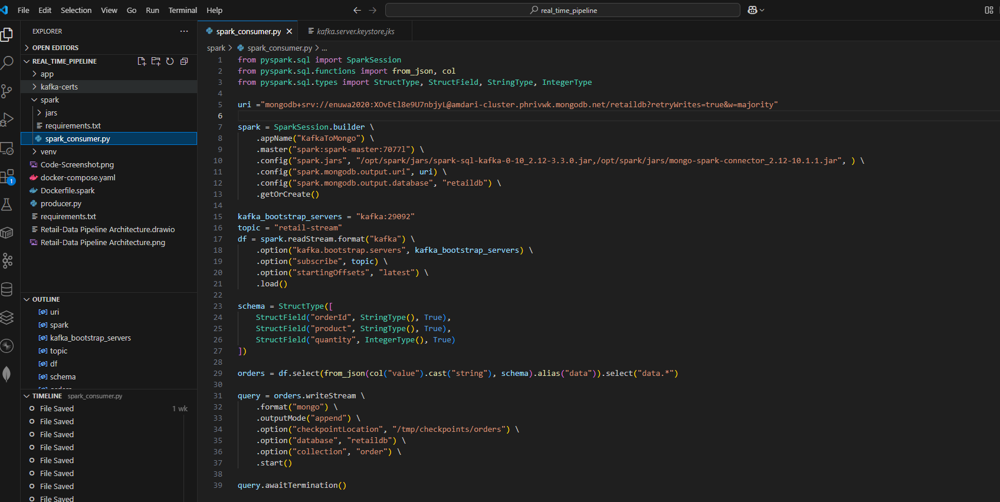 File Edit Selection View Go Run Terminal Help
real_time_pipeline
EXPLORER
OPEN EDITORS
REAL_TIME_PIPELINE
app
kafka-certs
spark
jars
requirements.txt
spark_consumer.py
venv
Code-Screenshot.png
docker-compose.yaml
Dockerfile.spark
producer.py
requirements.txt
Retail-Data Pipeline Architecture.drawio
Retail-Data Pipeline Architecture.png
1
OUTLINE
uri
spark
kafka_bootstrap_servers
topic
df
schema
TIMELINE spark_consumer.py
File Saved 1 wk
File Saved
File Saved
File Saved
File Saved
File Saved
File Saved
File Saved
spark_consumer.py
kafka.server.keystore.jks
spark > spark_consumer.py > ...
1 from pyspark.sql import SparkSession
2 from pyspark.sql.functions import from_json, col
3 from pyspark.sql.types import StructType, StructField, StringType, IntegerType
4
5 uri ="mongodb+srv://enuwa2020:XOvEtl8e9U7nbjyL@amdari-cluster.phrivwk.mongodb.net/retaildb?retryWrites=true&w=majority"
6
7 spark = SparkSession.builder \
8     .appName("KafkaToMongo") \
9     .master("spark:spark-master:7077l") \
10     .config("spark.jars", "/opt/spark/jars/spark-sql-kafka-0-10_2.12-3.3.0.jar,/opt/spark/jars/mongo-spark-connector_2.12-10.1.1.jar", ) \
11     .config("spark.mongodb.output.uri", uri) \
12     .config("spark.mongodb.output.database", "retaildb") \
13     .getOrCreate()
14
15 kafka_bootstrap_servers = "kafka:29092"
16 topic = "retail-stream"
17 df = spark.readStream.format("kafka") \
18     .option("kafka.bootstrap.servers", kafka_bootstrap_servers) \
19     .option("subscribe", topic) \
20     .option("startingOffsets", "latest") \
21     .load()
22
23 schema = StructType([
24     StructField("orderId", StringType(), True),
25     StructField("product", StringType(), True),
26     StructField("quantity", IntegerType(), True)
27 ])
28
29 orders = df.select(from_json(col("value").cast("string"), schema).alias("data")).select("data.*")
30
31 query = orders.writeStream \
32     .format("mongo") \
33     .outputMode("append") \
34     .option("checkpointLocation", "/tmp/checkpoints/orders") \
35     .option("database", "retaildb") \
36     .option("collection", "order") \
37     .start()
38
39 query.awaitTermination()